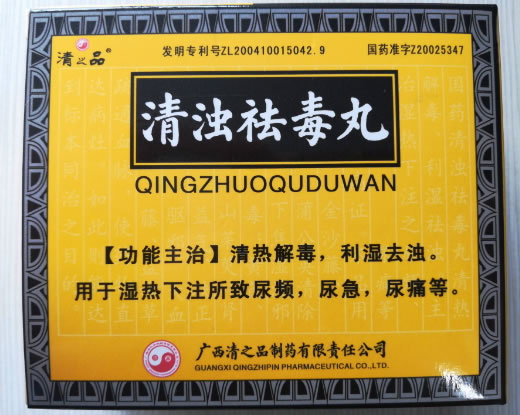 清之品
发明专利号ZL200410015042.9
国药准字Z20025347
清浊祛毒丸
QINGZHUOQUDUWAN
【功能主治】清热解毒，利湿去浊。
用于湿热下注所致尿频，尿急，尿痛等。
广西清之品制药有限责任公司
GUANGXI QINGZHIPIN PHARMACEUTICAL CO.,LTD.